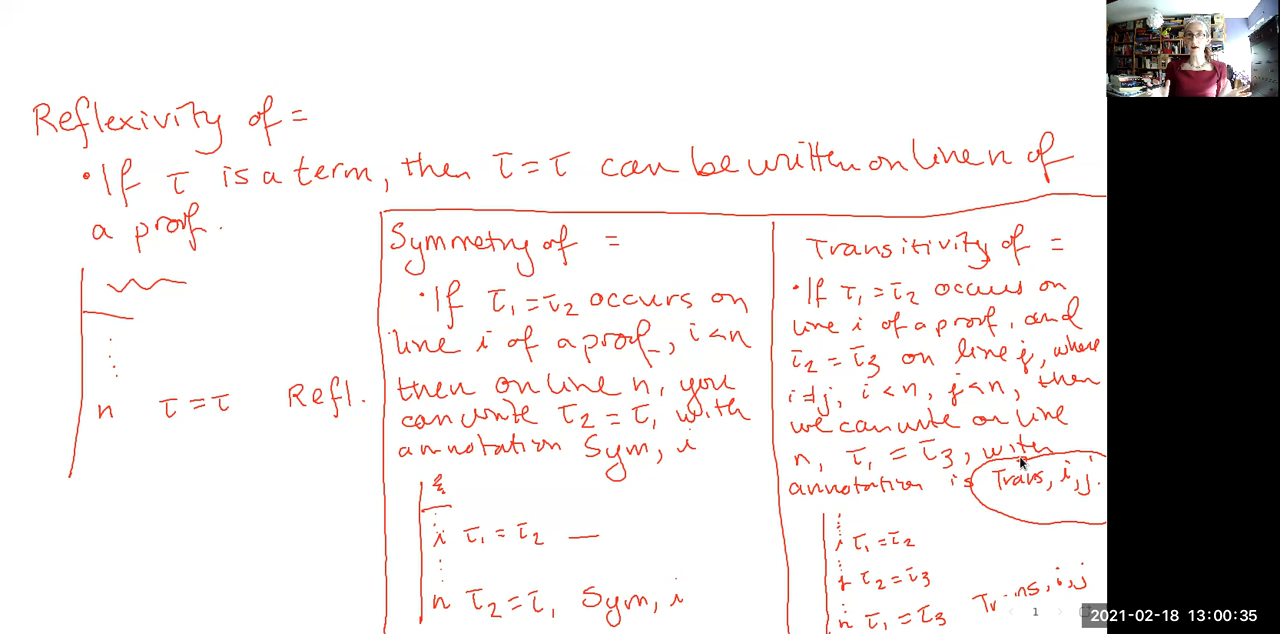 Reflexivity of =
• If τ is a term, then τ = τ can be written on line n of
a proof.
n τ = τ Refl.
Symmetry of =
• If τ₁ = τ₂ occurs on
line i of a proof, i < n
then on line n, you
can write τ₂ = τ₁ with
annotation Sym, i
i τ₁ = τ₂ —
n τ₂ = τ₁ Sym, i
Transitivity of =
• If τ₁ = τ₂ occurs on
line i of a proof, and
τ₂ = τ₃ on line j, where
i ≠ j, i < n, j < n, then
we can write on line
n, τ₁ = τ₃, with
annotation is Trans, i, j.
i τ₁ = τ₂
j τ₂ = τ₃
n τ₁ = τ₃ Trans, i, j
1
2021-02-18 13:00:35